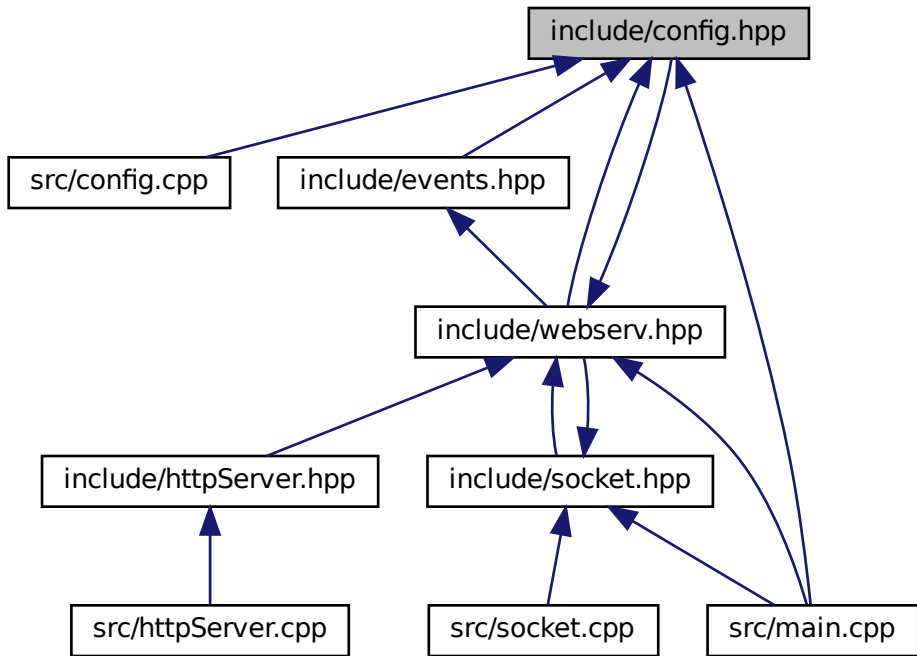 include/config.hpp
src/config.cpp
include/events.hpp
include/webserv.hpp
include/httpServer.hpp
include/socket.hpp
src/httpServer.cpp
src/socket.cpp
src/main.cpp